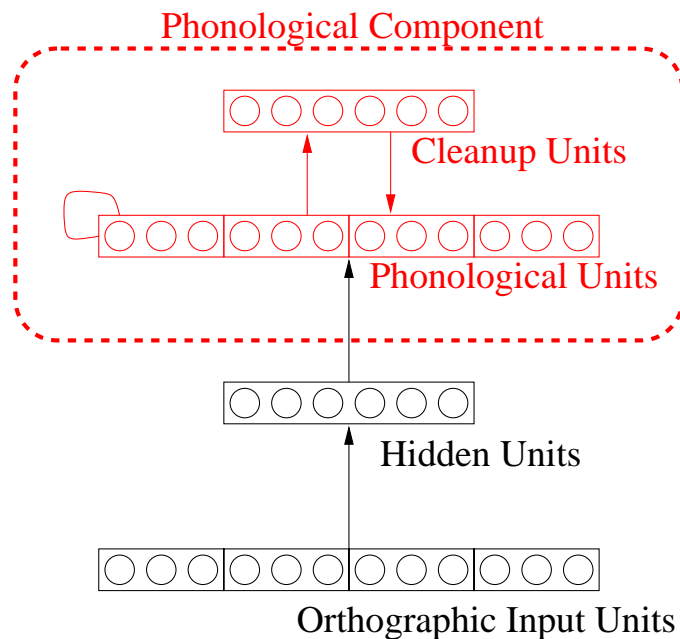 Phonological Component
Cleanup Units
Phonological Units
Hidden Units
Orthographic Input Units